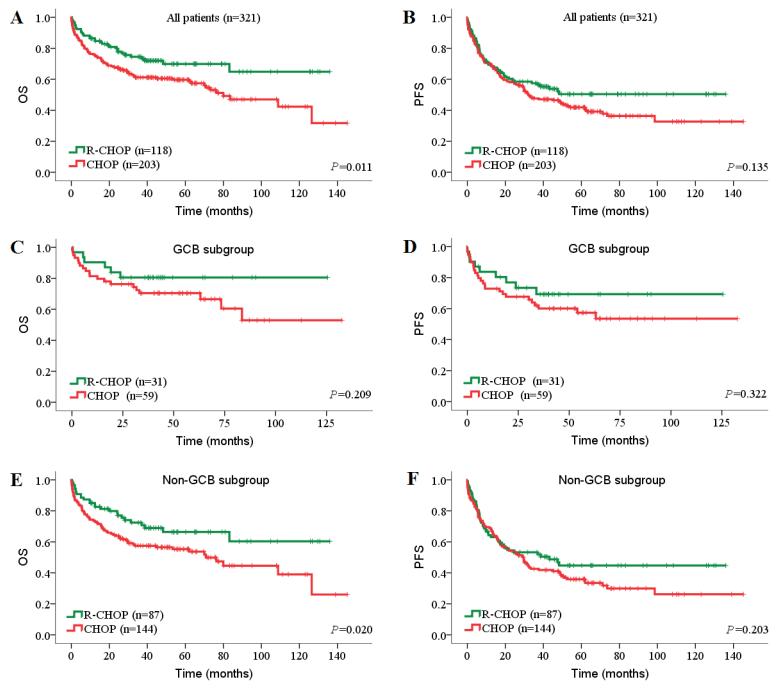 A
All patients (n=321)
OS
1.0
0.8
0.6
0.4
0.2
0.0
R-CHOP (n=118)
CHOP (n=203)
P=0.011
0 20 40 60 80 100 120 140
Time (months)
B
All patients (n=321)
PFS
1.0
0.8
0.6
0.4
0.2
0.0
R-CHOP (n=118)
CHOP (n=203)
P=0.135
0 20 40 60 80 100 120 140
Time (months)
C
GCB subgroup
OS
1.0
0.8
0.6
0.4
0.2
0.0
R-CHOP (n=31)
CHOP (n=59)
P=0.209
0 25 50 75 100 125
Time (months)
D
GCB subgroup
PFS
1.0
0.8
0.6
0.4
0.2
0.0
R-CHOP (n=31)
CHOP (n=59)
P=0.322
0 25 50 75 100 125
Time (months)
E
Non-GCB subgroup
OS
1.0
0.8
0.6
0.4
0.2
0.0
R-CHOP (n=87)
CHOP (n=144)
P=0.020
0 20 40 60 80 100 120 140
Time (months)
F
Non-GCB subgroup
PFS
1.0
0.8
0.6
0.4
0.2
0.0
R-CHOP (n=87)
CHOP (n=144)
P=0.203
0 20 40 60 80 100 120 140
Time (months)